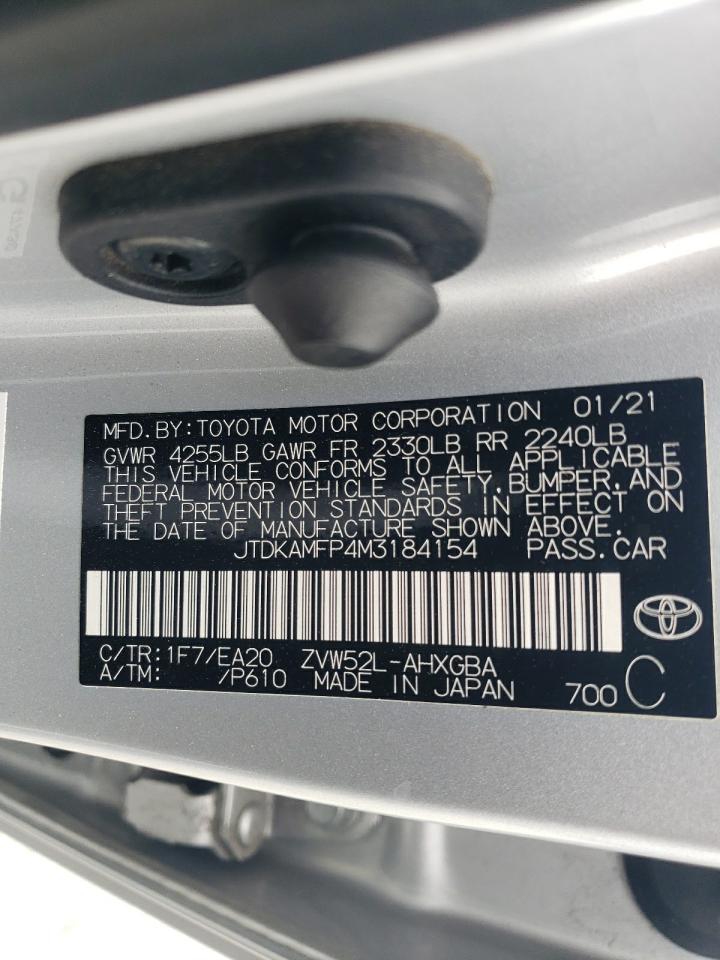 MFD.BY:TOYOTA MOTOR CORPORATION 01/21
GVWR 4255LB GAWR FR 2330LB RR 2240LB
THIS VEHICLE CONFORMS TO ALL APPLICABLE
FEDERAL MOTOR VEHICLE SAFETY,BUMPER,AND
THEFT PREVENTION STANDARDS IN EFFECT ON
THE DATE OF MANUFACTURE SHOWN ABOVE.
JTDKAMFP4M3184154 PASS.CAR
C/TR:1F7/EA20 ZVW52L-AHXGBA
A/TM: /P610 MADE IN JAPAN 700 C